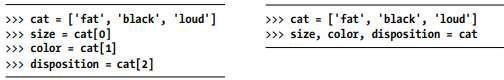 >>> cat = ['fat', 'black', 'loud']
>>> size = cat[0]
>>> color = cat[1]
>>> disposition = cat[2]
>>> cat = ['fat', 'black', 'loud']
>>> size, color, disposition = cat